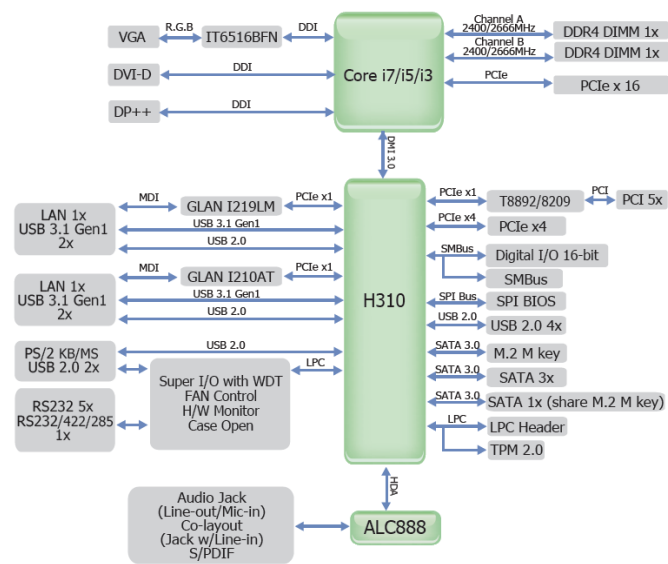 VGA
R.G.B
IT6516BFN
DDI
DVI-D
DDI
DP++
DDI
Core i7/i5/i3
Channel A
2400/2666MHz
DDR4 DIMM 1x
Channel B
2400/2666MHz
DDR4 DIMM 1x
PCIe
PCIe x 16
DMI 3.0
H310
LAN 1x
USB 3.1 Gen1
2x
MDI
GLAN I219LM
PCIe x1
USB 3.1 Gen1
USB 2.0
LAN 1x
USB 3.1 Gen1
2x
MDI
GLAN I210AT
PCIe x1
USB 3.1 Gen1
USB 2.0
PS/2 KB/MS
USB 2.0 2x
USB 2.0
LPC
Super I/O with WDT
FAN Control
H/W Monitor
Case Open
RS232 5x
RS232/422/285
1x
PCIe x1
T8892/8209
PCI
PCI 5x
PCIe x4
PCIe x4
SMBus
Digital I/O 16-bit
SMBus
SPI Bus
SPI BIOS
USB 2.0
USB 2.0 4x
SATA 3.0
M.2 M key
SATA 3.0
SATA 3x
SATA 3.0
SATA 1x (share M.2 M key)
LPC
LPC Header
TPM 2.0
HDA
ALC888
Audio Jack
(Line-out/Mic-in)
Co-layout
(Jack w/Line-in)
S/PDIF